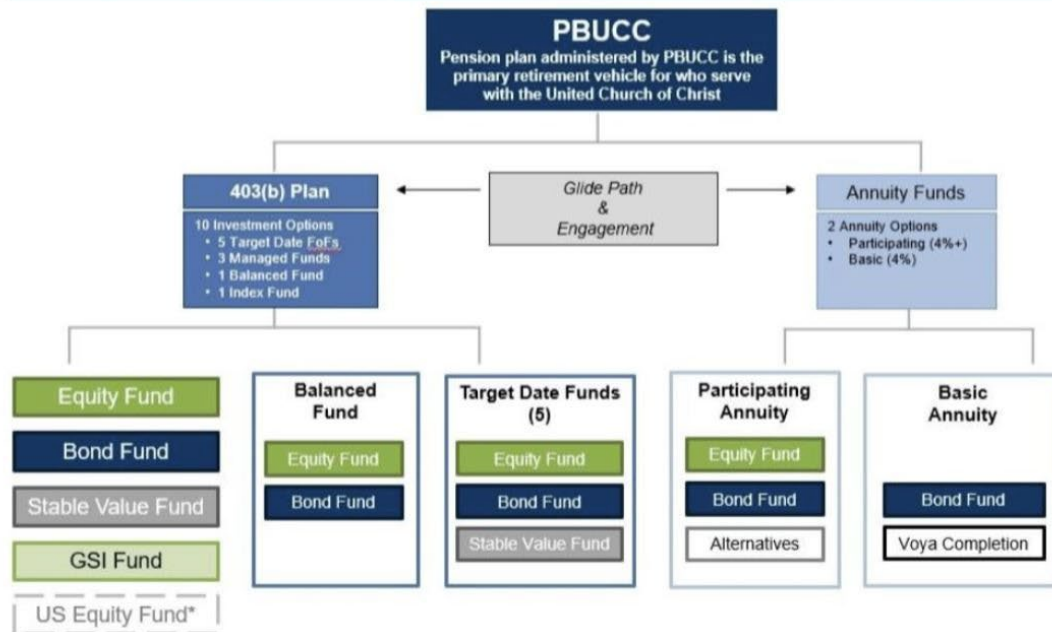 PBUCC
Pension plan administered by PBUCC is the
primary retirement vehicle for who serve
with the United Church of Christ
403(b) Plan
10 Investment Options
• 5 Target Date FoFs
• 3 Managed Funds
• 1 Balanced Fund
• 1 Index Fund
Glide Path
&
Engagement
Annuity Funds
2 Annuity Options
• Participating (4%+)
• Basic (4%)
Equity Fund
Bond Fund
Stable Value Fund
GSI Fund
US Equity Fund*
Balanced
Fund
Equity Fund
Bond Fund
Target Date Funds
(5)
Equity Fund
Bond Fund
Stable Value Fund
Participating
Annuity
Equity Fund
Bond Fund
Alternatives
Basic
Annuity
Bond Fund
Voya Completion